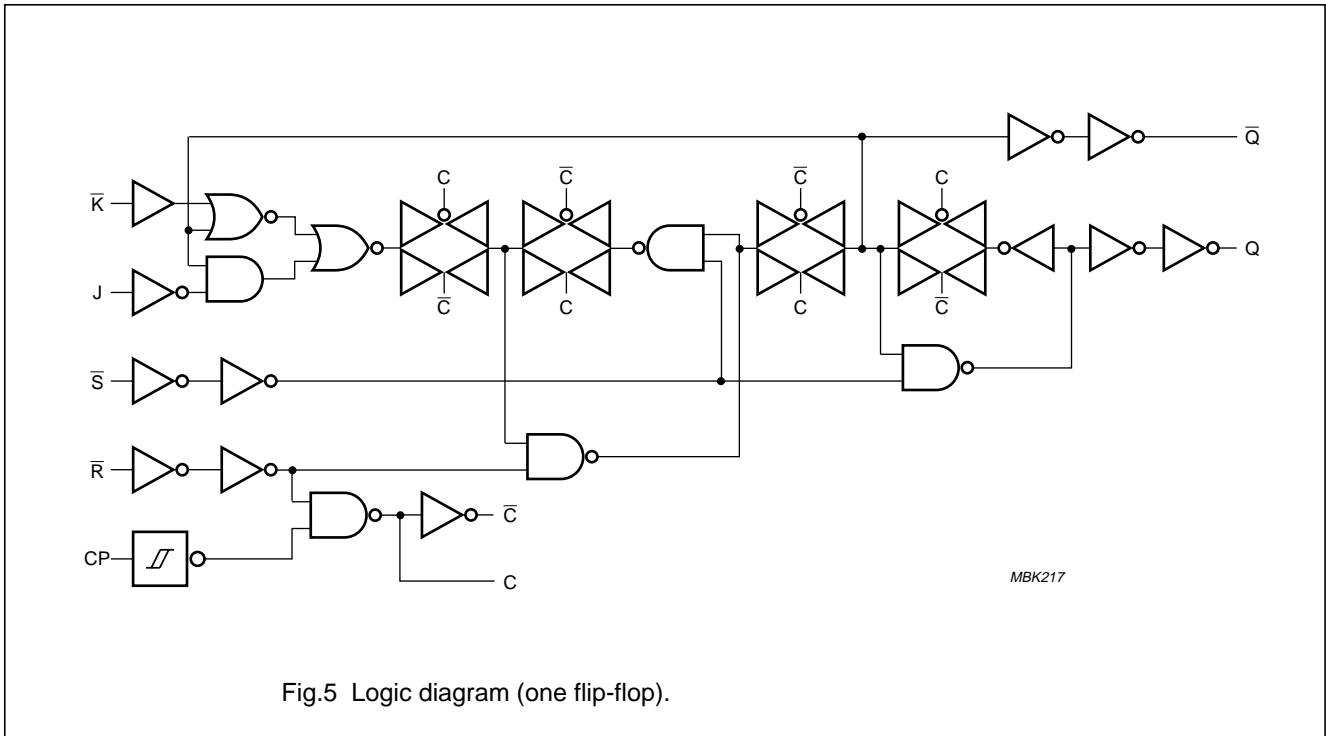 Q̅
C C̅ C̅ C
K̅
Q
J
C̅ C C C̅
S̅
R̅
C̅
CP
C
MBK217
Fig.5 Logic diagram (one flip-flop).